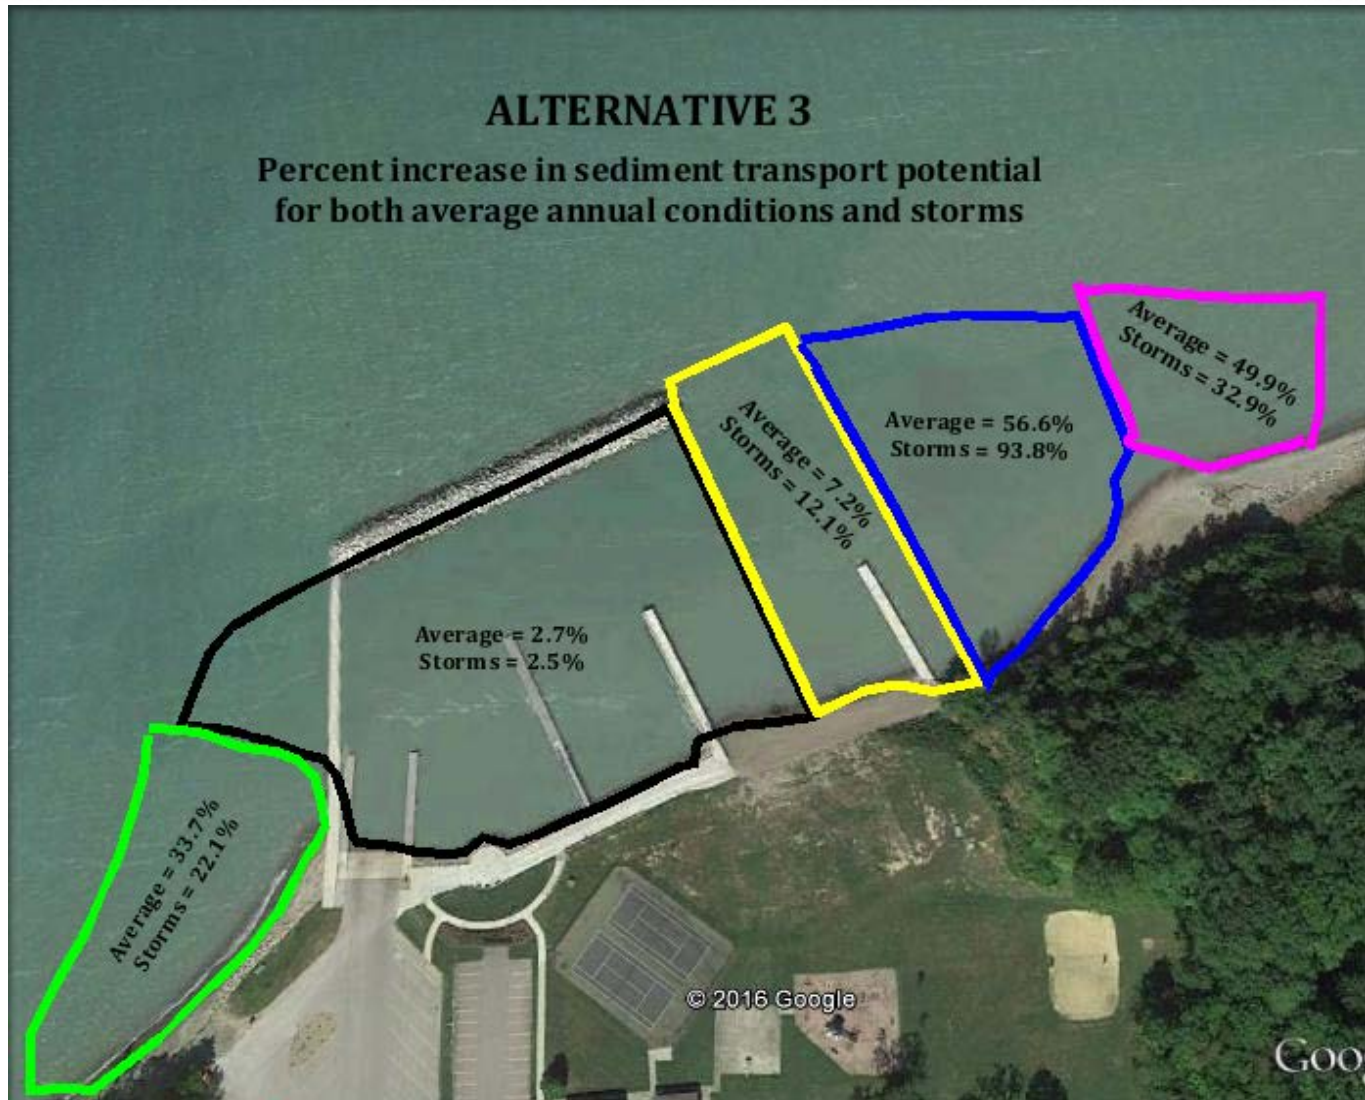 ALTERNATIVE 3
Percent increase in sediment transport potential
for both average annual conditions and storms
Average = 49.9%
Storms = 32.9%
Average = 56.6%
Storms = 93.8%
Average = 7.2%
Storms = 12.1%
Average = 2.7%
Storms = 2.5%
Average = 33.7%
Storms = 22.1%
© 2016 Google